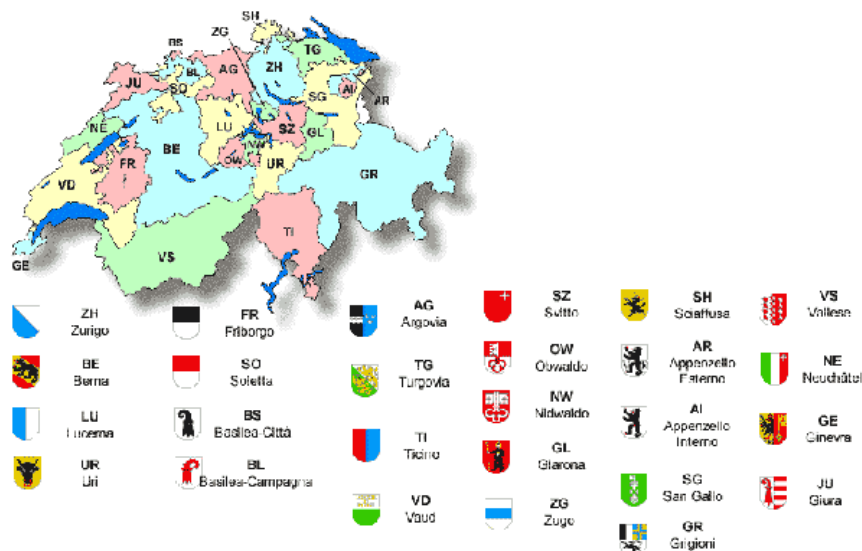 SH
BS
ZG
TG
BL
AG
ZH
JU
SO
SG
AI
AR
NE
LU
SZ
GL
BE
NW
OW
UR
FR
GR
VD
TI
GE
VS
ZH
Zurigo
BE
Berna
LU
Lucerna
UR
Uri
FR
Friborgo
SO
Soletta
BS
Basilea-Città
BL
Basilea-Campagna
AG
Argovia
TG
Turgovia
TI
Ticino
VD
Vaud
SZ
Svitto
OW
Obwaldo
NW
Nidwaldo
GL
Glarona
ZG
Zugo
SH
Sciaffusa
AR
Appenzello
Esterno
AI
Appenzello
Interno
SG
San Gallo
GR
Grigioni
VS
Vallese
NE
Neuchâtel
GE
Ginevra
JU
Giura